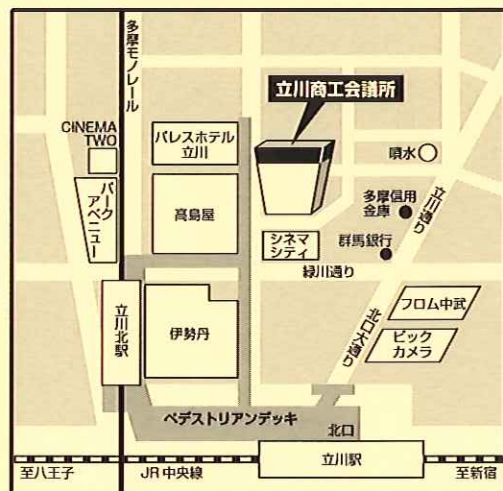 多摩モノレール
立川商工会議所
CINEMA
TWO
パレスホテル
立川
噴水
パーク
アベニュー
高島屋
多摩信用
金庫
立川通り
シネマ
シティ
群馬銀行
緑川通り
立川北駅
伊勢丹
北口大通り
フロム中武
ビック
カメラ
ペデストリアンデッキ
北口
立川駅
至八王子
JR中央線
至新宿